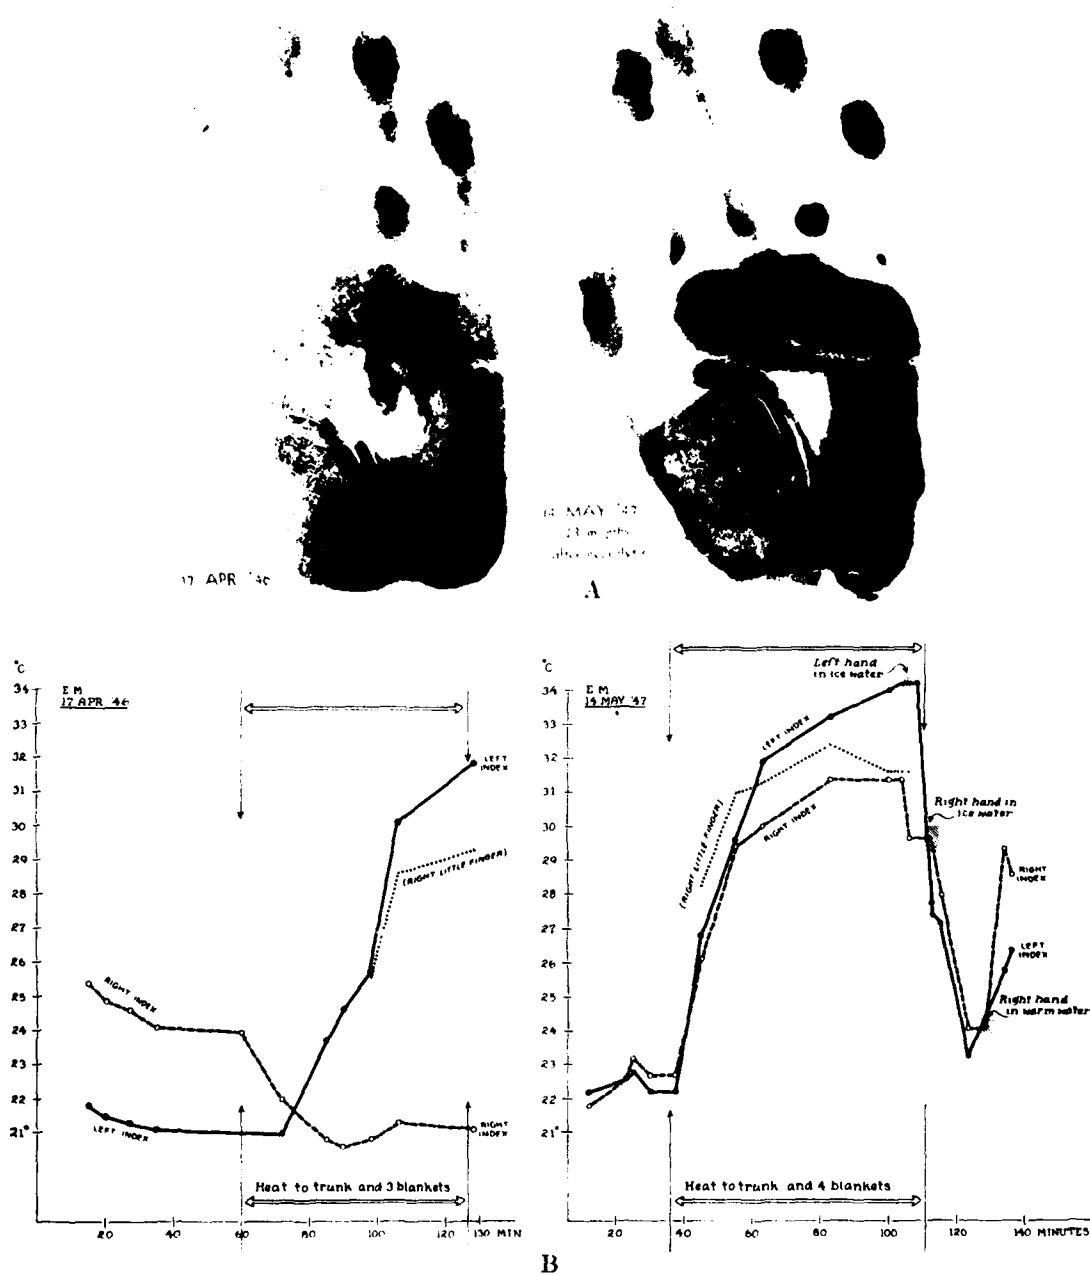 14 MAY '47
23 months
17 APR '46
A
°C
34
33
32
31
30
29
28
27
26
25
24
23
22
21°
E M
17 APR '46
LEFT INDEX
(RIGHT LITTLE FINGER)
RIGHT INDEX
LEFT INDEX
RIGHT INDEX
Heat to trunk and 3 blankets
20 40 60 80 100 120 130 MIN
°C
34
33
32
31
30
29
28
27
26
25
24
23
22
21°
E M
14 MAY '47
Left hand
in ice water
LEFT INDEX
(RIGHT LITTLE FINGER)
RIGHT INDEX
Right hand in
ice water
RIGHT INDEX
LEFT INDEX
Right hand
in warm water
Heat to trunk and 4 blankets
20 40 60 80 100 120 140 MINUTES
B